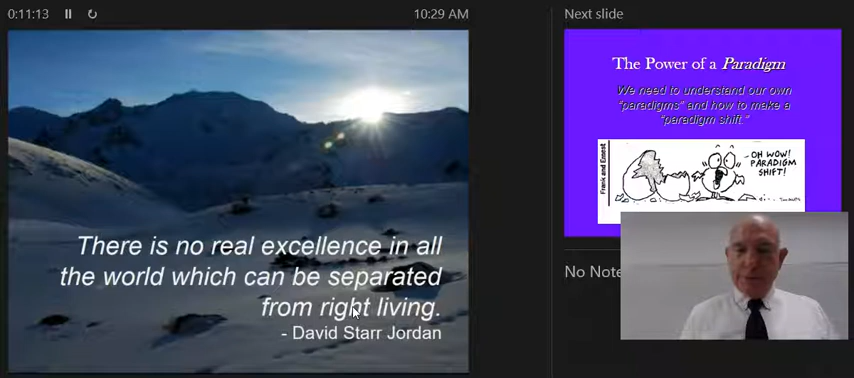 0:11:13
10:29 AM
There is no real excellence in all
the world which can be separated
from right living.
- David Starr Jordan
Next slide
The Power of a Paradigm
We need to understand our own
"paradigms" and how to make a
"paradigm shift."
Frank and Ernest
OH WOW!
PARADIGM
SHIFT!
No Note